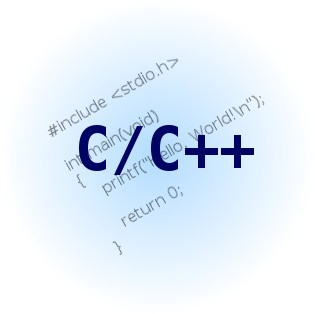 #include <stdio.h>
int main(void)
{ printf("Hello, World!\n");
return 0;
}
C/C++